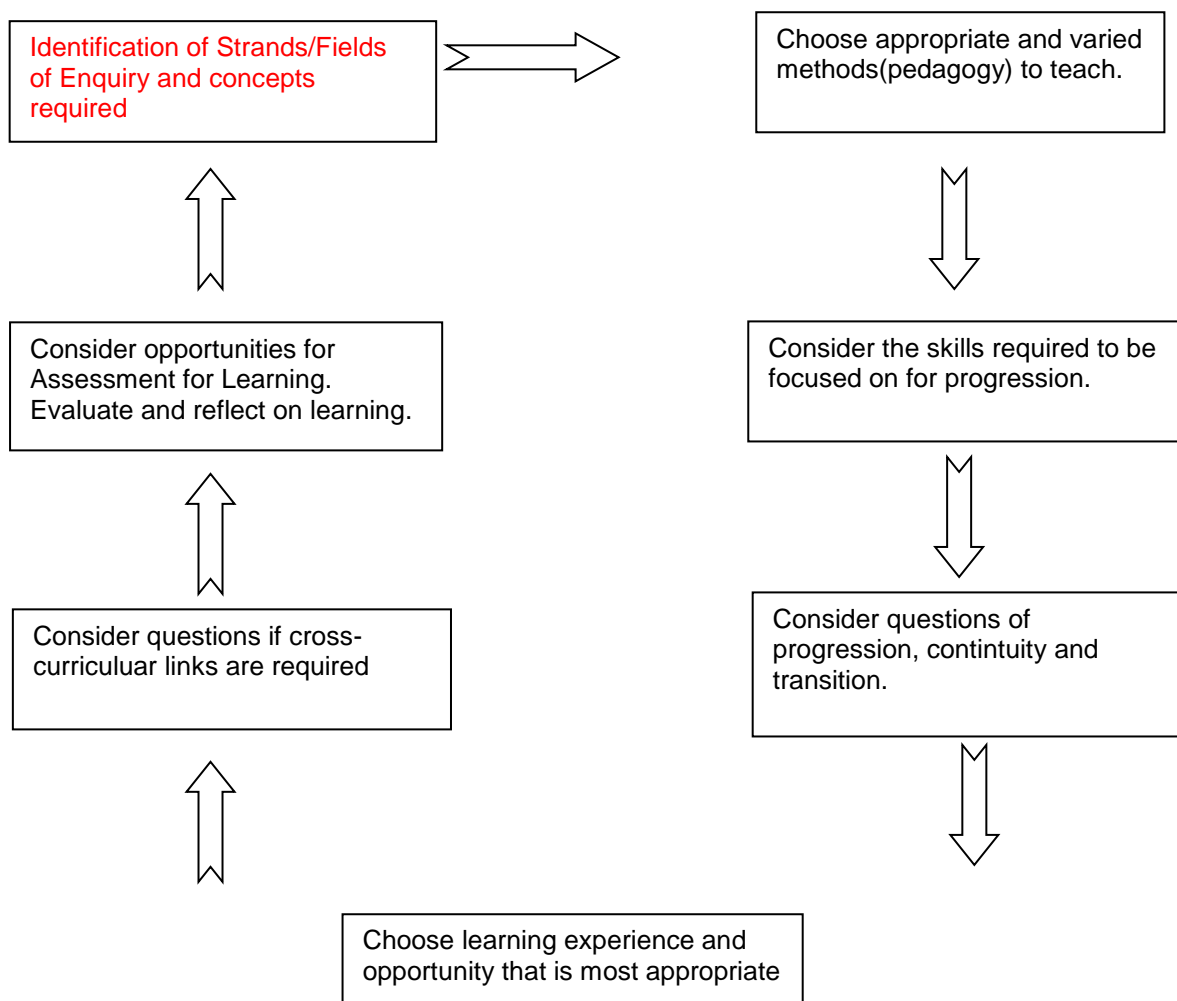 Identification of Strands/Fields
of Enquiry and concepts
required
Choose appropriate and varied
methods(pedagogy) to teach.
Consider the skills required to be
focused on for progression.
Consider questions of
progression, contintuity and
transition.
Choose learning experience and
opportunity that is most appropriate
Consider questions if cross-
curriculuar links are required
Consider opportunities for
Assessment for Learning.
Evaluate and reflect on learning.